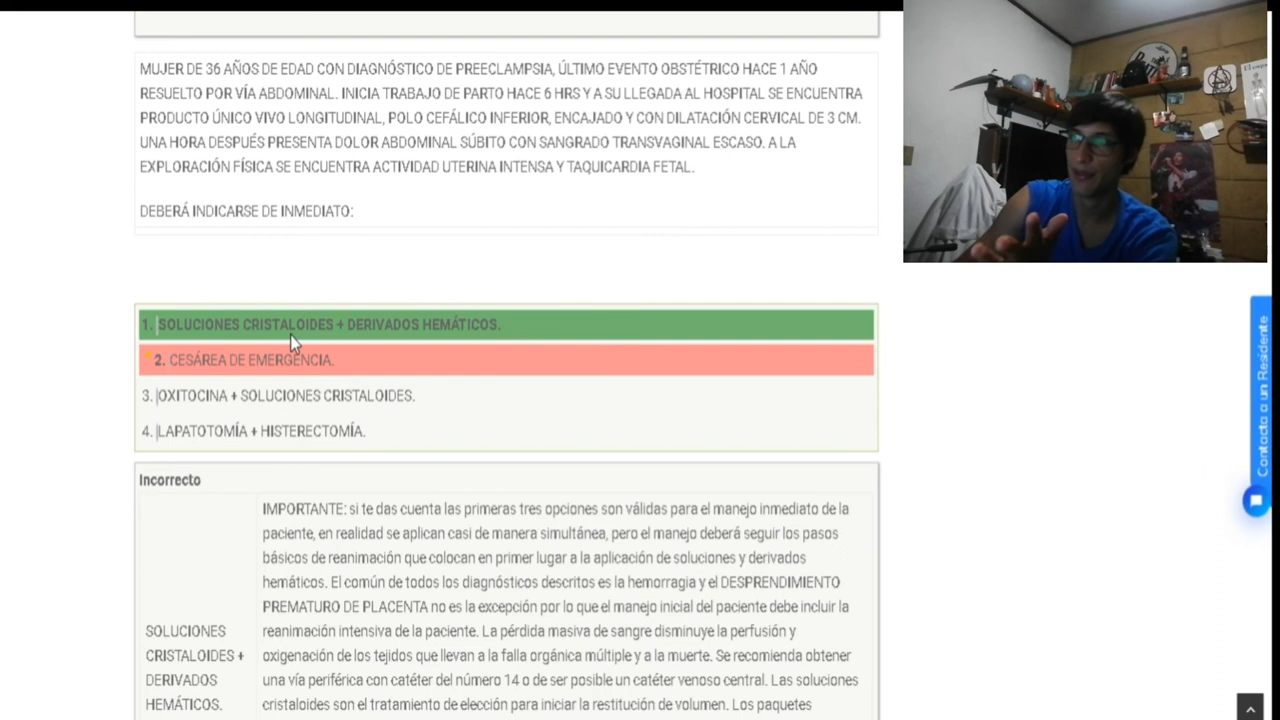 MUJER DE 36 AÑOS DE EDAD CON DIAGNÓSTICO DE PREECLAMPSIA, ÚLTIMO EVENTO OBSTÉTRICO HACE 1 AÑO
RESUELTO POR VÍA ABDOMINAL. INICIA TRABAJO DE PARTO HACE 6 HRS Y A SU LLEGADA AL HOSPITAL SE ENCUENTRA
PRODUCTO ÚNICO VIVO LONGITUDINAL, POLO CEFÁLICO INFERIOR, ENCAJADO Y CON DILATACIÓN CERVICAL DE 3 CM.
UNA HORA DESPUÉS PRESENTA DOLOR ABDOMINAL SÚBITO CON SANGRADO TRANSVAGINAL ESCASO. A LA
EXPLORACIÓN FÍSICA SE ENCUENTRA ACTIVIDAD UTERINA INTENSA Y TAQUICARDIA FETAL.
DEBERÁ INDICARSE DE INMEDIATO:
1. SOLUCIONES CRISTALOIDES + DERIVADOS HEMÁTICOS.
2. CESÁREA DE EMERGENCIA.
3. OXITOCINA + SOLUCIONES CRISTALOIDES.
4. LAPATOTOMÍA + HISTERECTOMÍA.
Incorrecto
IMPORTANTE: si te das cuenta las primeras tres opciones son válidas para el manejo inmediato de la
paciente, en realidad se aplican casi de manera simultánea, pero el manejo deberá seguir los pasos
básicos de reanimación que colocan en primer lugar a la aplicación de soluciones y derivados
hemáticos. El común de todos los diagnósticos descritos es la hemorragia y el DESPRENDIMIENTO
PREMATURO DE PLACENTA no es la excepción por lo que el manejo inicial del paciente debe incluir la
reanimación intensiva de la paciente. La pérdida masiva de sangre disminuye la perfusión y
oxigenación de los tejidos que llevan a la falla orgánica múltiple y a la muerte. Se recomienda obtener
una vía periférica con catéter del número 14 o de ser posible un catéter venoso central. Las soluciones
cristaloides son el tratamiento de elección para iniciar la restitución de volumen. Los paquetes
SOLUCIONES
CRISTALOIDES +
DERIVADOS
HEMÁTICOS.
Contacta a un Residente